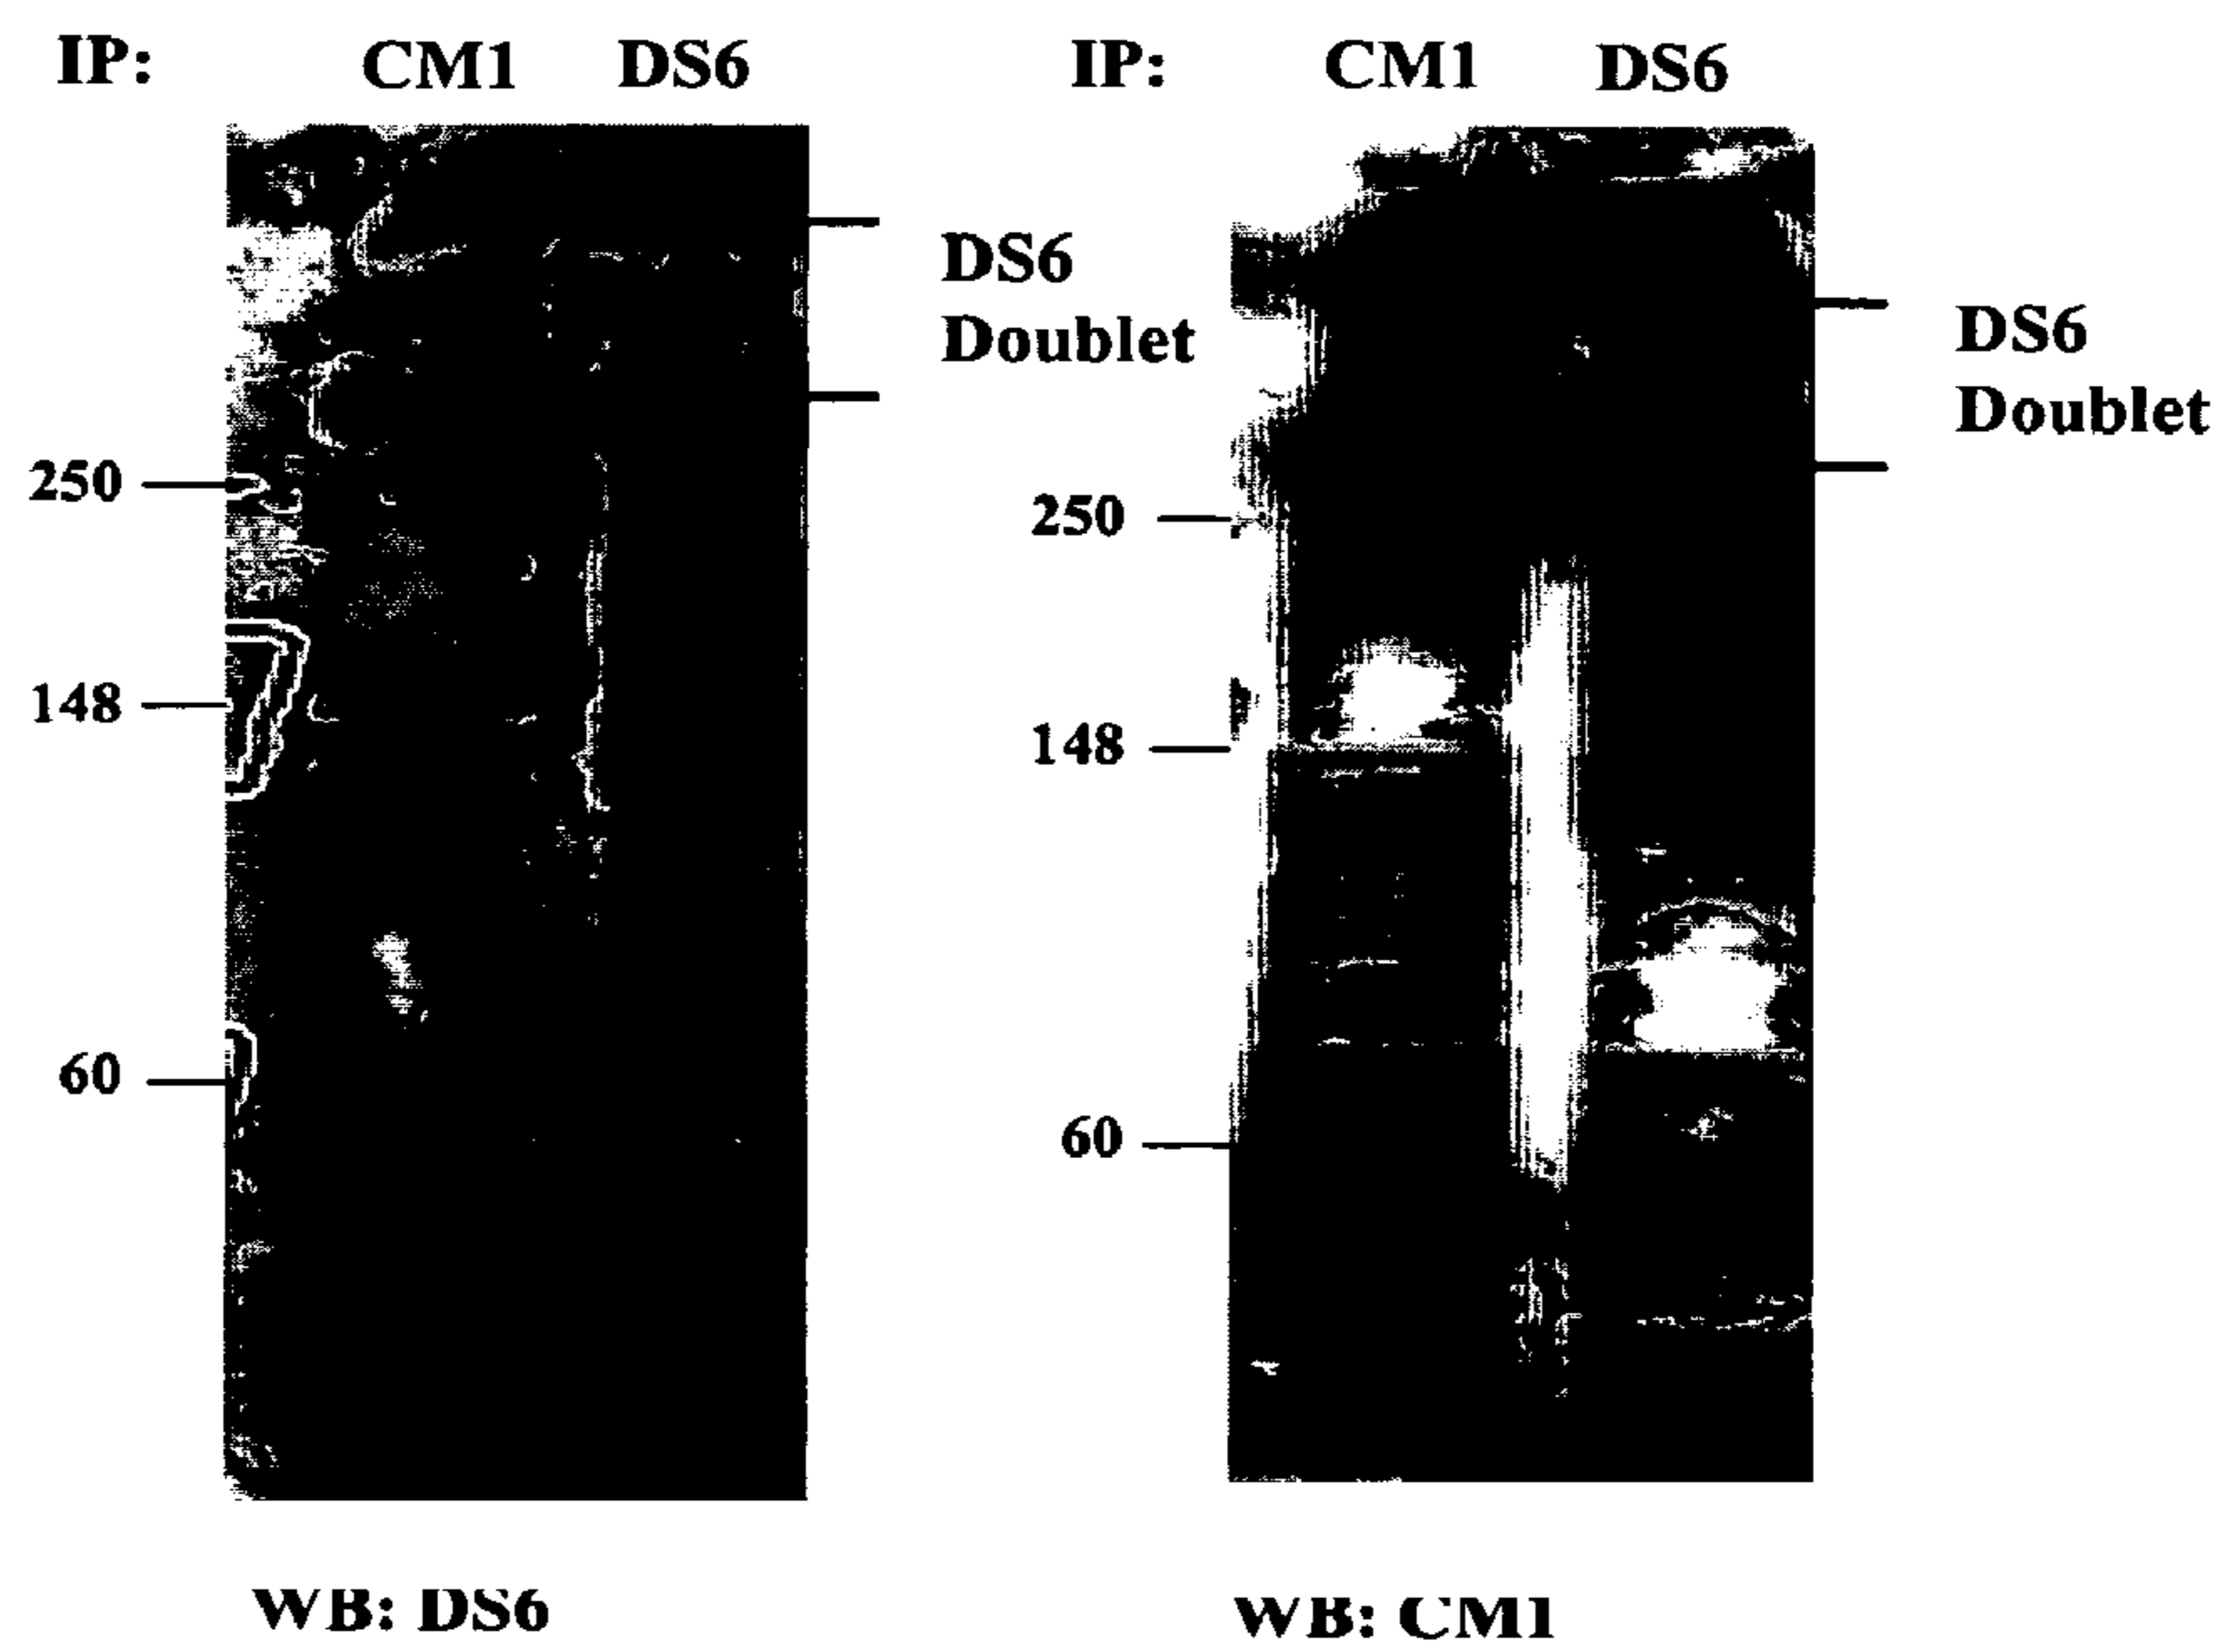 IP: CM1 DS6
DS6
Doublet
250
148
60
WB: DS6
IP: CM1 DS6
DS6
Doublet
250
148
60
WB: CM1